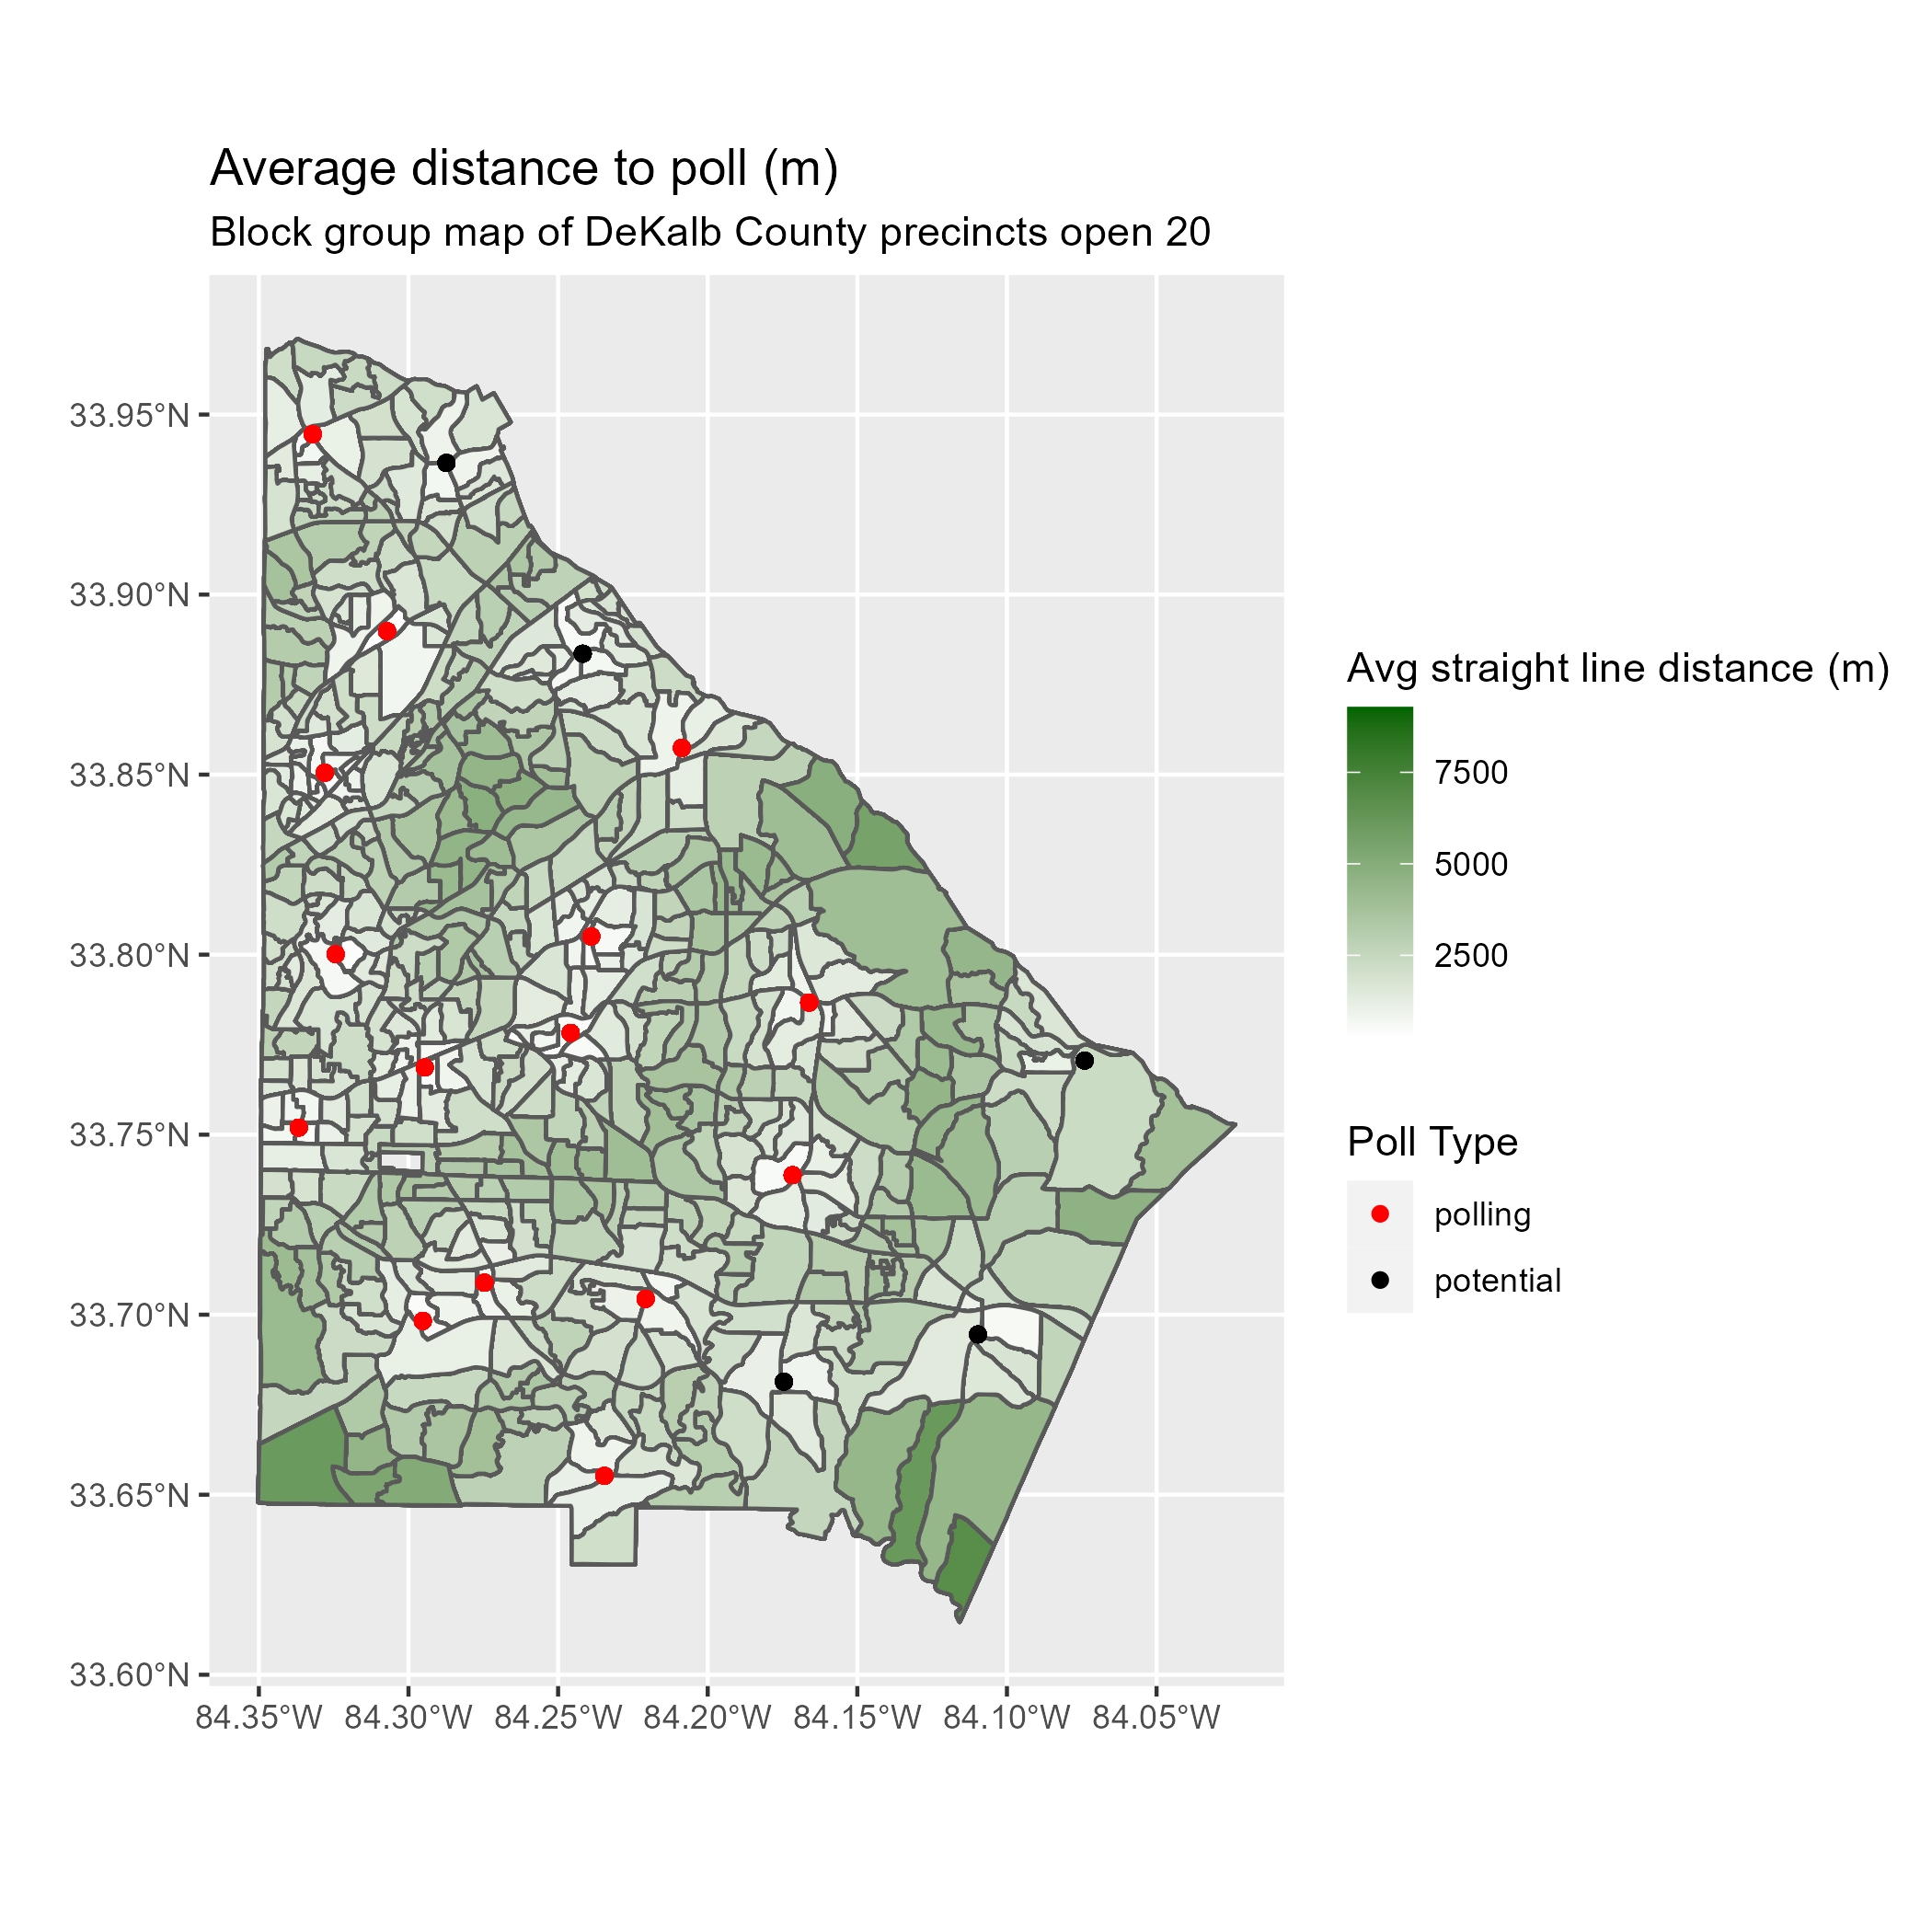 Average distance to poll (m)
Block group map of DeKalb County precincts open 20
33.95°N
33.90°N
33.85°N
33.80°N
33.75°N
33.70°N
33.65°N
33.60°N
84.35°W 84.30°W 84.25°W 84.20°W 84.15°W 84.10°W 84.05°W
Avg straight line distance (m)
7500
5000
2500
Poll Type
polling
potential